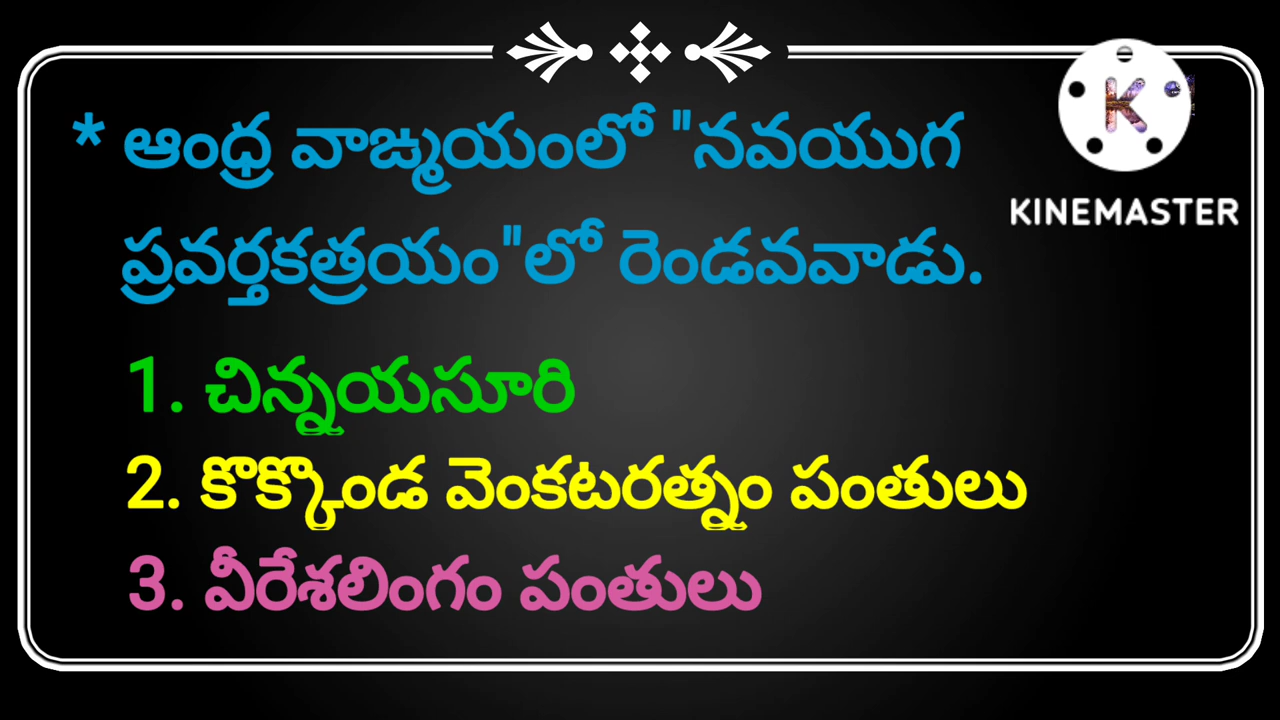 * ఆంధ్ర వాఙ్మయంలో "నవయుగ
ప్రవర్తకత్రయం"లో రెండవవాడు.
1. చిన్నయసూరి
2. కొక్కొండ వెంకటరత్నం పంతులు
3. వీరేశలింగం పంతులు
K
KINEMASTER